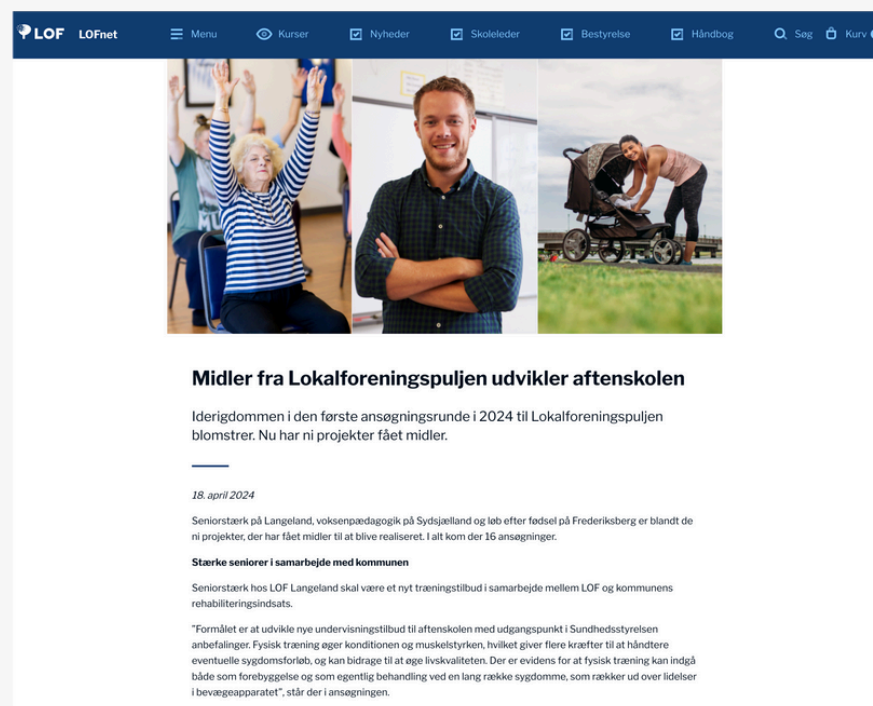 LOF LOFnet Menu Kurser Nyheder Skoleleder Bestyrelse Håndbog Søg Kurv
Midler fra Lokalforeningspuljen udvikler aftenskolen
Iderigdommen i den første ansøgningsrunde i 2024 til Lokalforeningspuljen
blomstrer. Nu har ni projekter fået midler.
18. april 2024
Seniorstærk på Langeland, voksenpædagogik på Sydsjælland og løb efter fødsel på Frederiksberg er blandt de
ni projekter, der har fået midler til at blive realiseret. I alt kom der 16 ansøgninger.
Stærke seniorer i samarbejde med kommunen
Seniorstærk hos LOF Langeland skal være et nyt træningstilbud i samarbejde mellem LOF og kommunens
rehabiliteringsindsats.
"Formålet er at udvikle nye undervisningstilbud til aftenskolen med udgangspunkt i Sundhedsstyrelsen
anbefalinger. Fysisk træning øger konditionen og muskelstyrken, hvilket giver flere kræfter til at håndtere
eventuelle sygdomsforløb, og kan bidrage til at øge livskvaliteten. Der er evidens for at fysisk træning kan indgå
både som forebyggelse og som egentlig behandling ved en lang række sygdomme, som rækker ud over lidelser
i bevægeapparatet", står der i ansøgningen.